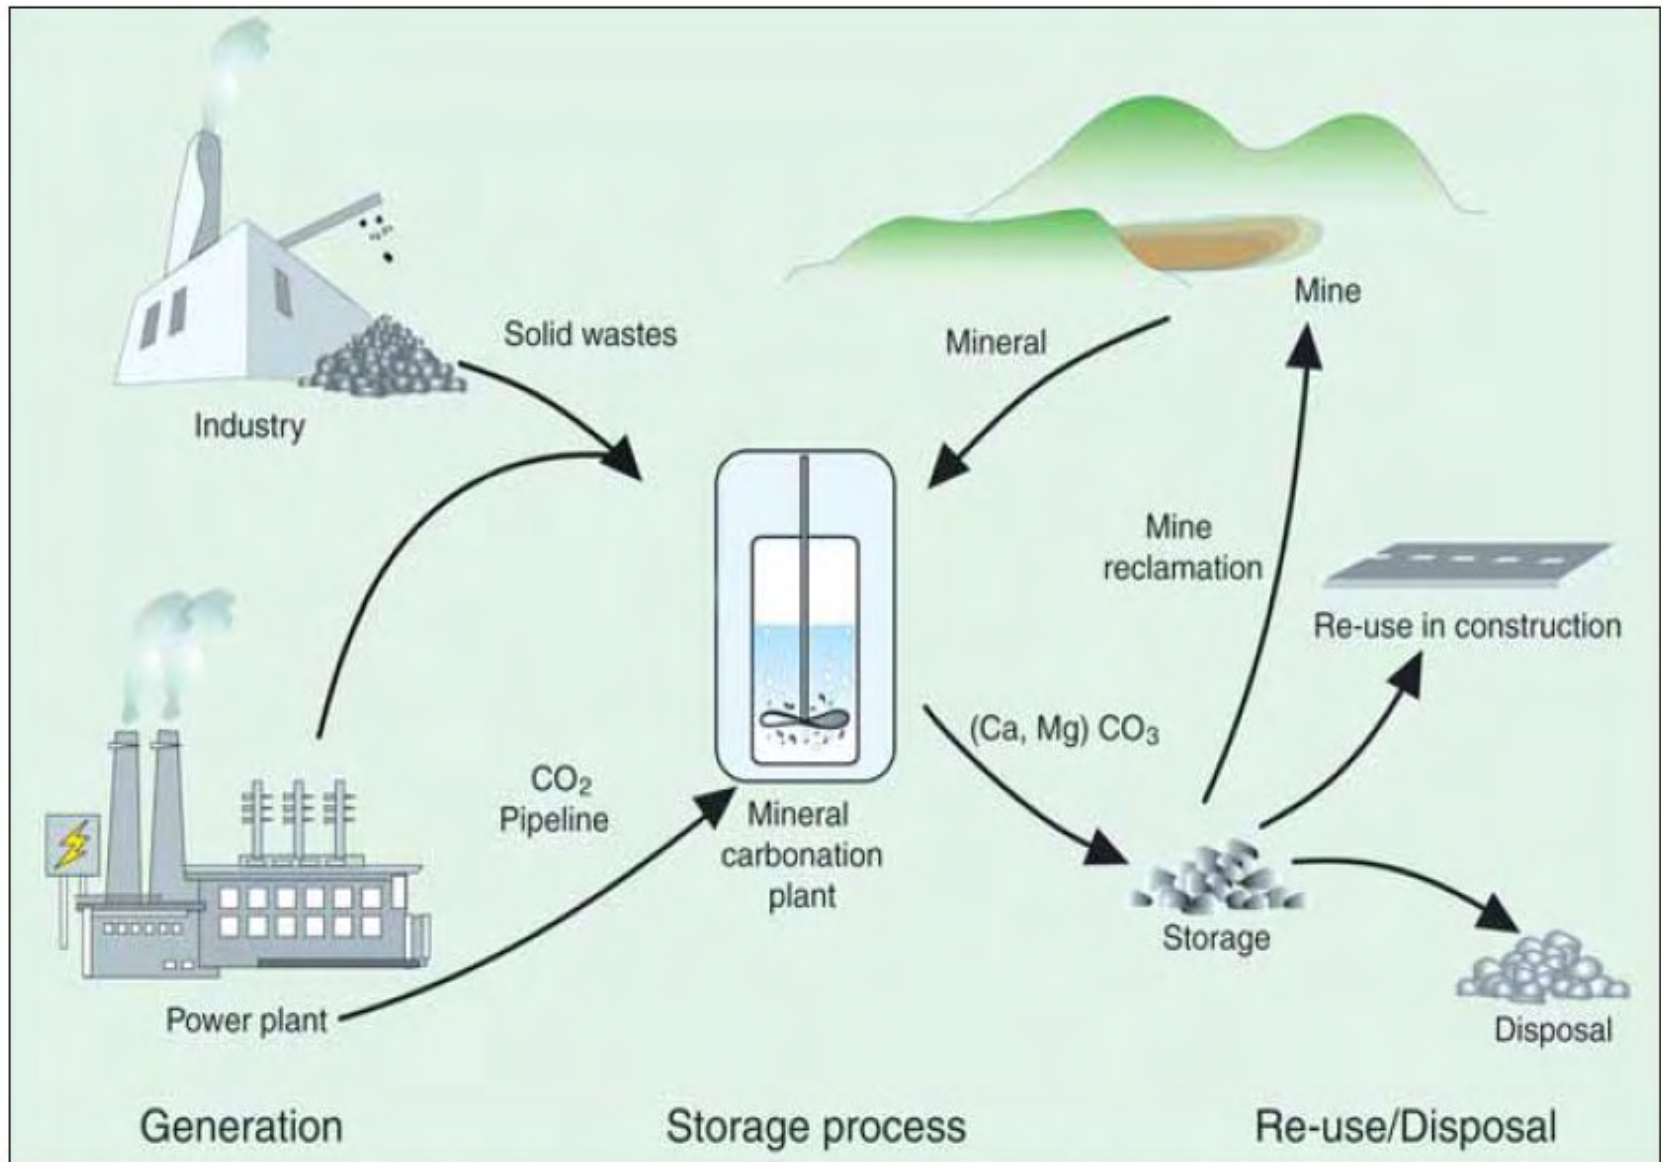 Solid wastes
Industry
Mine
Mineral
Mine
reclamation
Re-use in construction
(Ca, Mg) CO₃
CO₂
Pipeline
Mineral
carbonation
plant
Storage
Power plant
Disposal
Generation
Storage process
Re-use/Disposal